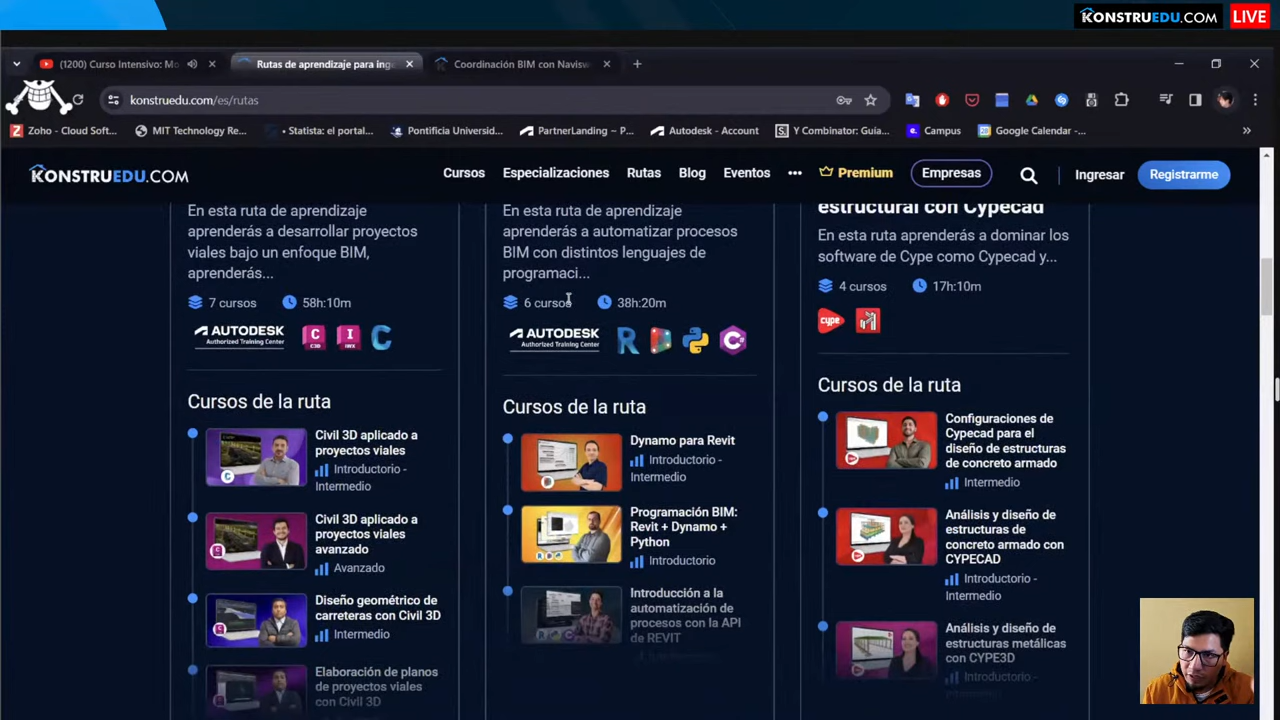 KONSTRUEDU.COM LIVE
(1200) Curso Intensivo: Mo
Rutas de aprendizaje para inge
Coordinación BIM con Navisw
konstruedu.com/es/rutas
Zoho - Cloud Soft...
MIT Technology Re...
• Statista: el portal...
Pontificia Universid...
PartnerLanding – P...
Autodesk - Account
Y Combinator: Guía...
Campus
Google Calendar -...
KONSTRUEDU.COM
Cursos
Especializaciones
Rutas
Blog
Eventos
Premium
Empresas
Ingresar
Registrarme
En esta ruta de aprendizaje
aprenderás a desarrollar proyectos
viales bajo un enfoque BIM,
aprenderás...
7 cursos 58h:10m
AUTODESK
Authorized Training Center
C3D
Cursos de la ruta
Civil 3D aplicado a
proyectos viales
Introductorio -
Intermedio
Civil 3D aplicado a
proyectos viales
avanzado
Avanzado
Diseño geométrico de
carreteras con Civil 3D
Intermedio
Elaboración de planos
de proyectos viales
con Civil 3D
En esta ruta de aprendizaje
aprenderás a automatizar procesos
BIM con distintos lenguajes de
programaci...
6 cursos 38h:20m
AUTODESK
Authorized Training Center
Cursos de la ruta
Dynamo para Revit
Introductorio -
Intermedio
Programación BIM:
Revit + Dynamo +
Python
Introductorio
Introducción a la
automatización de
procesos con la API
de REVIT
estructural con Cypecad
En esta ruta aprenderás a dominar los
software de Cype como Cypecad y...
4 cursos 17h:10m
cype
Cursos de la ruta
Configuraciones de
Cypecad para el
diseño de estructuras
de concreto armado
Intermedio
Análisis y diseño de
estructuras de
concreto armado con
CYPECAD
Introductorio -
Intermedio
Análisis y diseño de
estructuras metálicas
con CYPE3D
Introductorio -